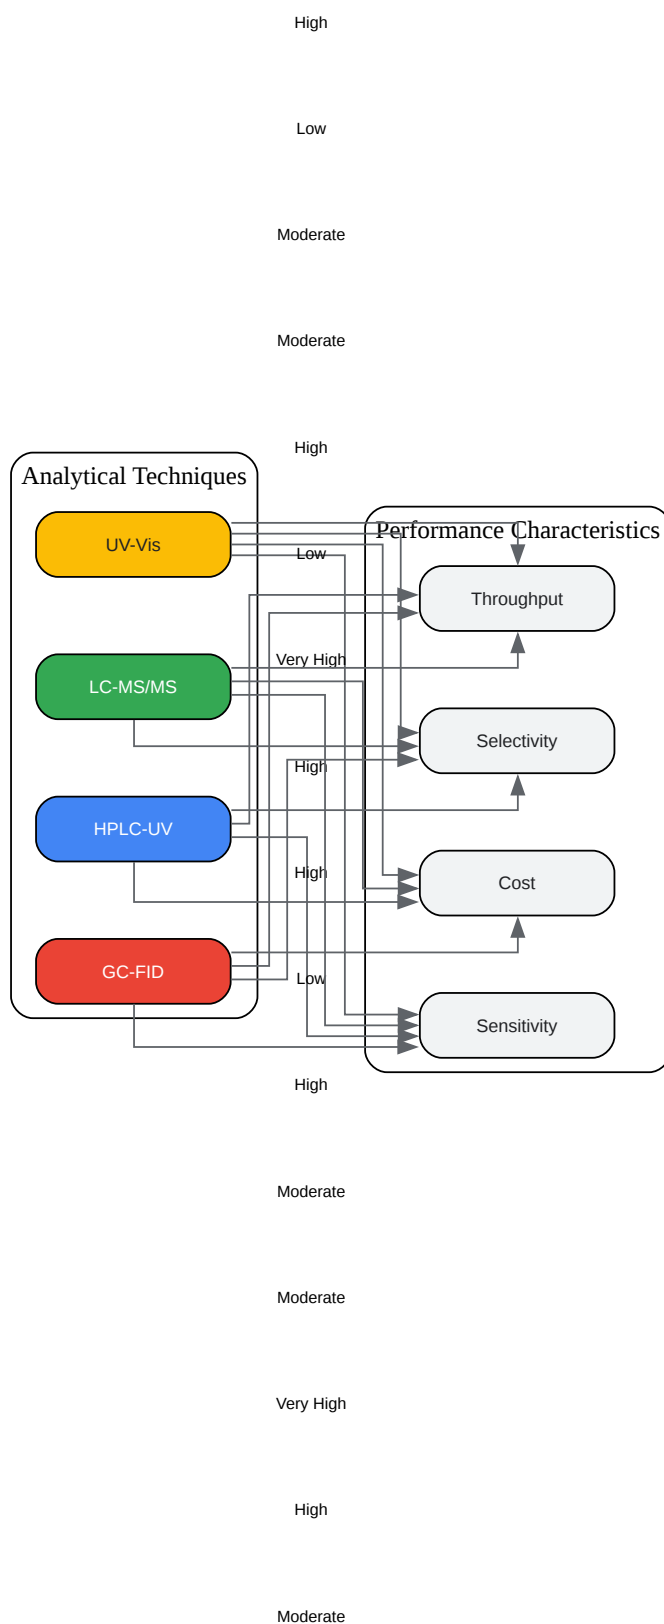 High
Low
Moderate
Moderate
High
Analytical Techniques
Performance Characteristics
UV-Vis
Low
Throughput
Very High
LC-MS/MS
Selectivity
High
HPLC-UV
High
Cost
GC-FID
Low
Sensitivity
High
Moderate
Moderate
Very High
High
Moderate